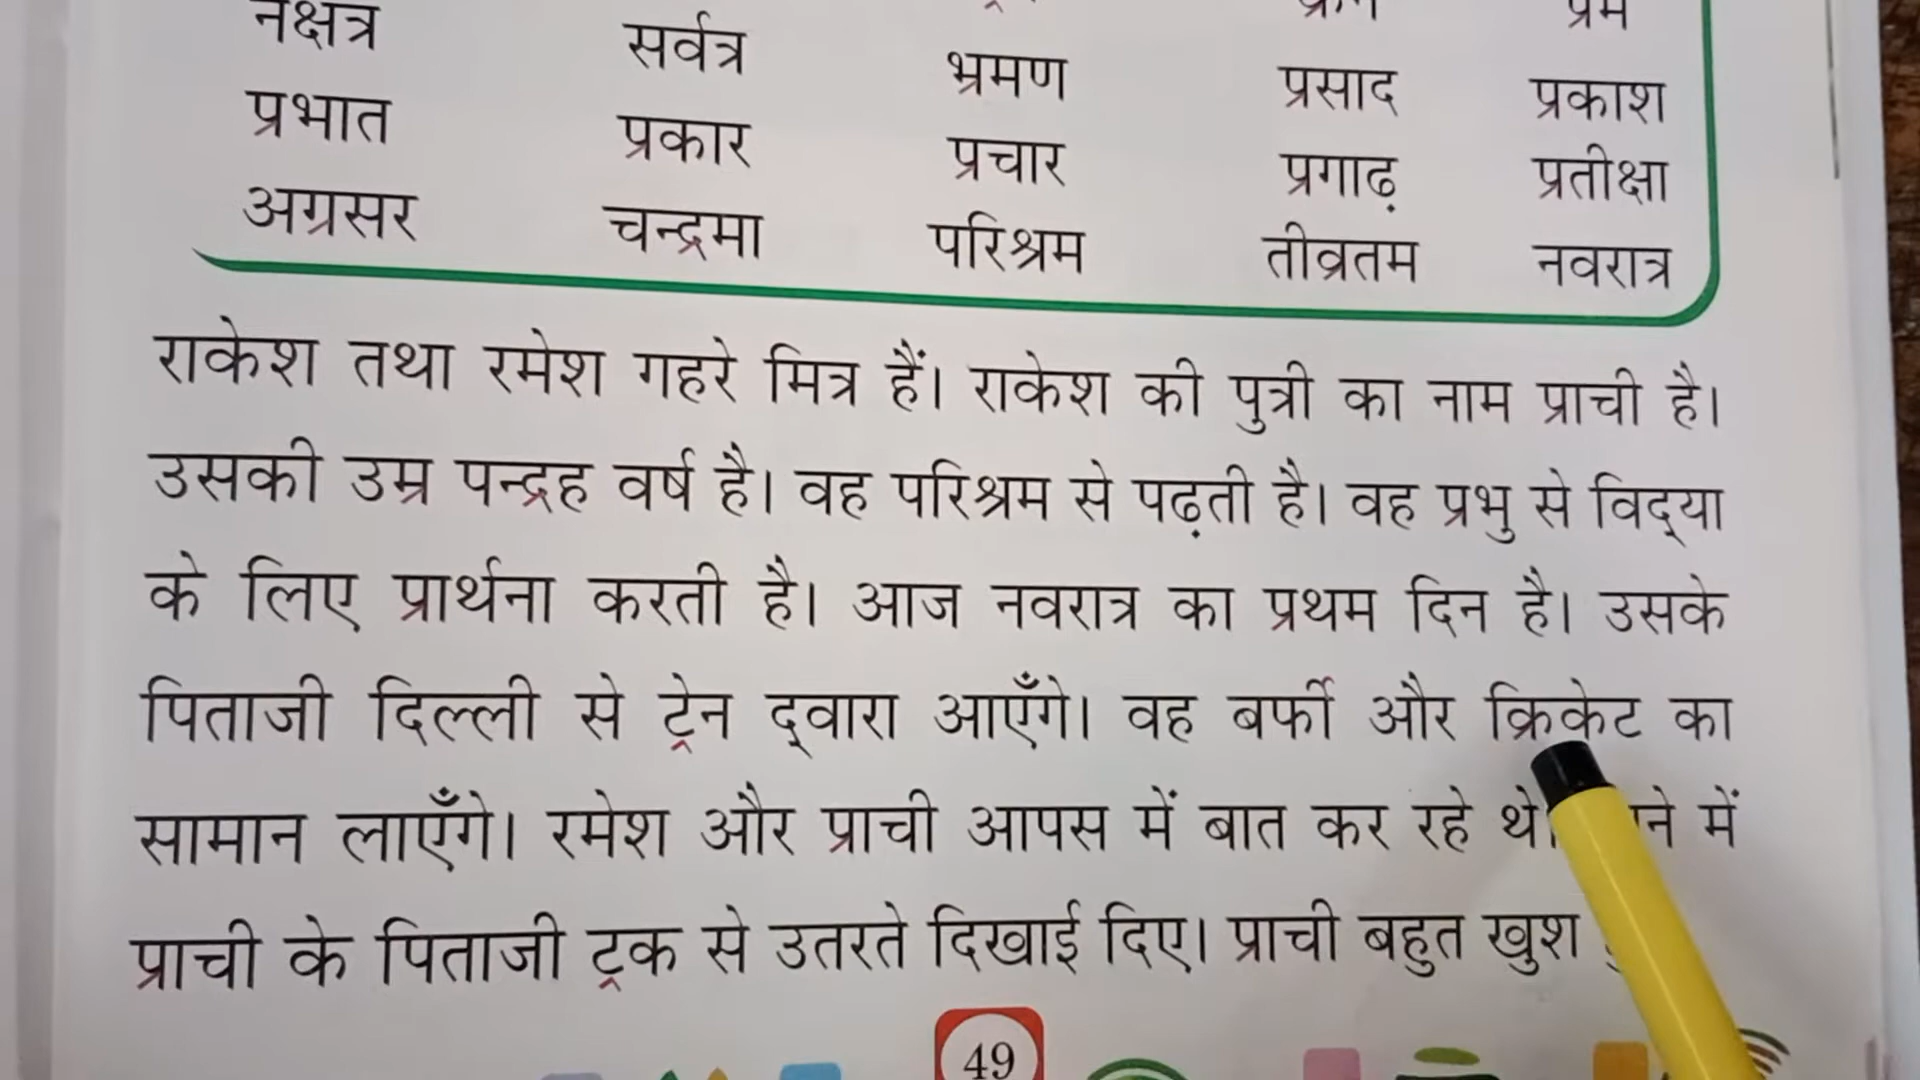 नक्षत्र सर्वत्र भ्रमण प्रसाद प्रकाश
प्रभात प्रकार प्रचार प्रगाढ़ प्रतीक्षा
अग्रसर चन्द्रमा परिश्रम तीव्रतम नवरात्र
राकेश तथा रमेश गहरे मित्र हैं। राकेश की पुत्री का नाम प्राची है।
उसकी उम्र पन्द्रह वर्ष है। वह परिश्रम से पढ़ती है। वह प्रभु से विद्‌या
के लिए प्रार्थना करती है। आज नवरात्र का प्रथम दिन है। उसके
पिताजी दिल्ली से ट्रेन द्‌वारा आएँगे। वह बर्फी और क्रिकेट का
सामान लाएँगे। रमेश और प्राची आपस में बात कर रहे थे। में
प्राची के पिताजी ट्रक से उतरते दिखाई दिए। प्राची बहुत खुश
49